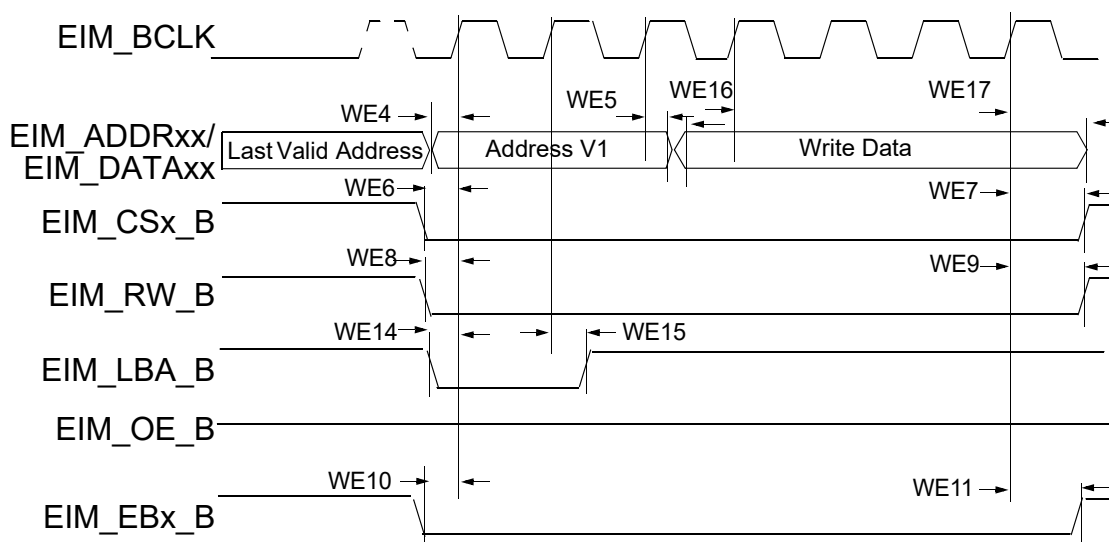 EIM_BCLK
WE4
WE5
WE16
WE17
EIM_ADDRxx/
EIM_DATAxx
Last Valid Address
Address V1
Write Data
WE6
WE7
EIM_CSx_B
WE8
WE9
EIM_RW_B
WE14
WE15
EIM_LBA_B
EIM_OE_B
WE10
WE11
EIM_EBx_B